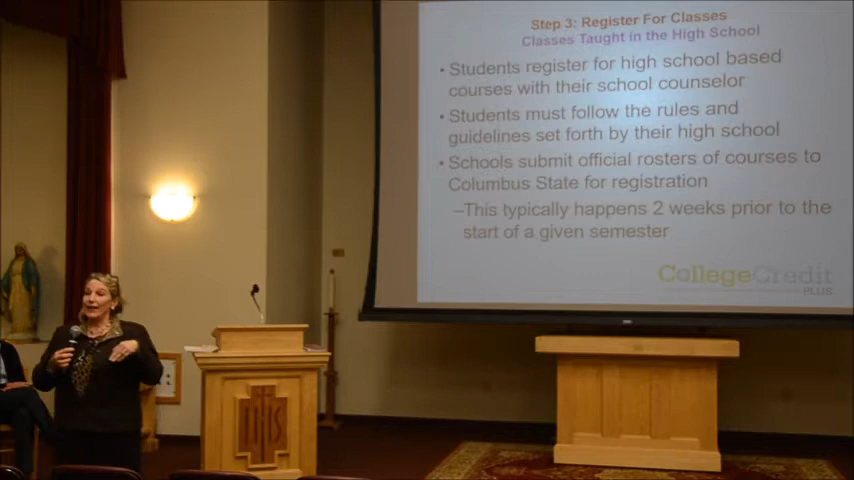 Step 3: Register For Classes
Classes Taught in the High School
• Students register for high school based
courses with their school counselor
• Students must follow the rules and
guidelines set forth by their high school
• Schools submit official rosters of courses to
Columbus State for registration
–This typically happens 2 weeks prior to the
start of a given semester
CollegeCredit
PLUS
IHS